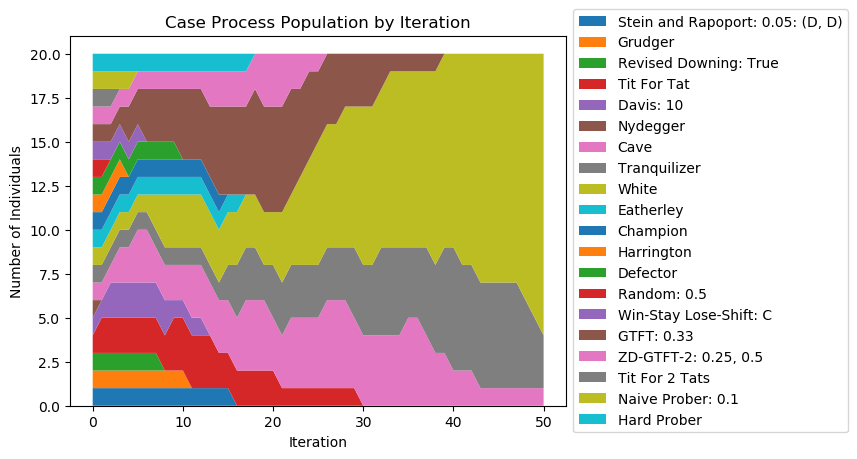 Case Process Population by Iteration
Number of Individuals
20.0
17.5
15.0
12.5
10.0
7.5
5.0
2.5
0.0
0 10 20 30 40 50
Iteration
Stein and Rapoport: 0.05: (D, D)
Grudger
Revised Downing: True
Tit For Tat
Davis: 10
Nydegger
Cave
Tranquilizer
White
Eatherley
Champion
Harrington
Defector
Random: 0.5
Win-Stay Lose-Shift: C
GTFT: 0.33
ZD-GTFT-2: 0.25, 0.5
Tit For 2 Tats
Naive Prober: 0.1
Hard Prober